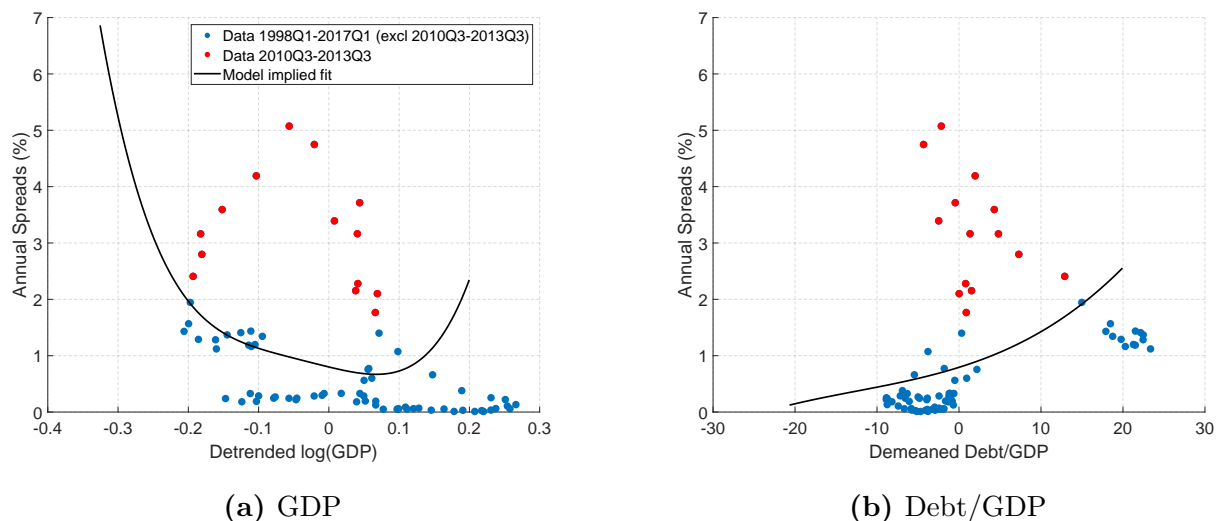 7
6
5
4
3
2
1
0
Annual Spreads (%)
Data 1998Q1-2017Q1 (excl 2010Q3-2013Q3)
Data 2010Q3-2013Q3
Model implied fit
-0.4 -0.3 -0.2 -0.1 0 0.1 0.2 0.3
Detrended log(GDP)
(a) GDP
7
6
5
4
3
2
1
0
Annual Spreads (%)
-30 -20 -10 0 10 20 30
Demeaned Debt/GDP
(b) Debt/GDP